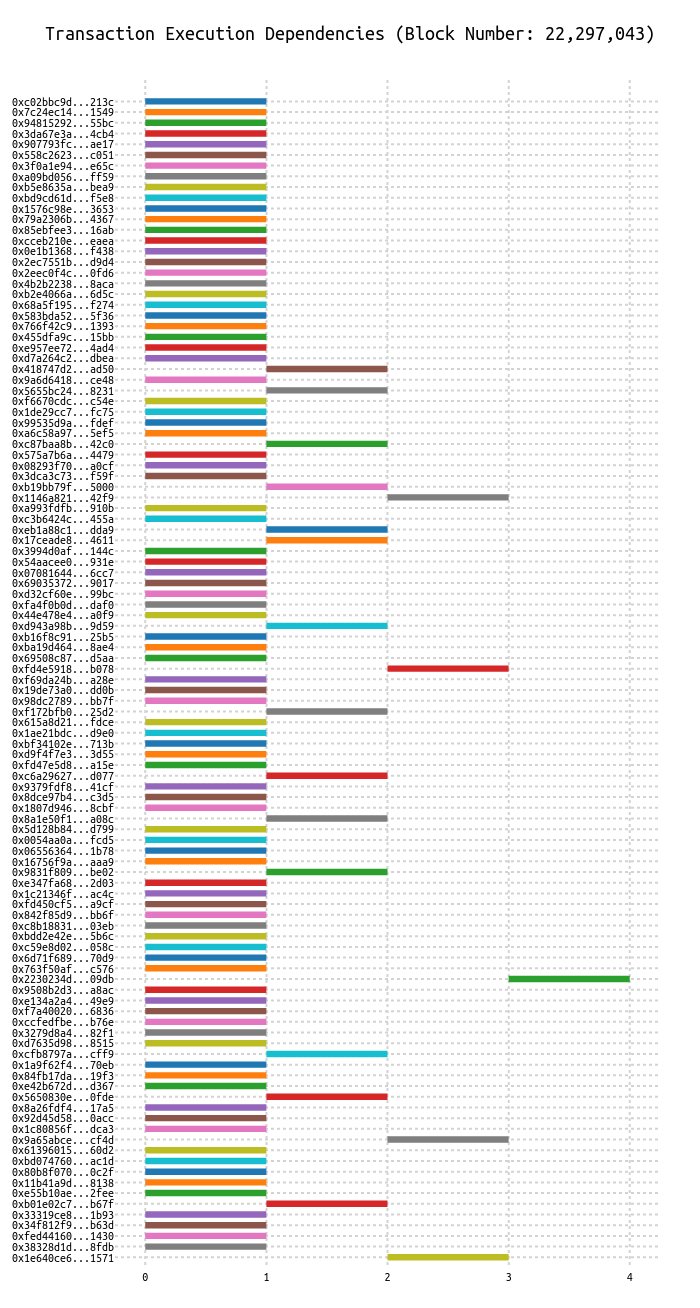 Transaction Execution Dependencies (Block Number: 22,297,043)
0xc02bbc9d...213c
0x7c24ec14...1549
0x94815292...55bc
0x3da67e3a...4cb4
0x907793fc...ae17
0x558c2623...c051
0x3f0a1e94...e65c
0xa09bd056...ff59
0xb5e8635a...bea9
0xbd9cd61d...f5e8
0x1576c98e...3653
0x79a2306b...4367
0x85ebfee3...16ab
0xcceb210e...eaea
0x0e1b1368...f438
0x2ec7551b...d9d4
0x2eec0f4c...0fd6
0x4b2b2238...8aca
0xb2e4066a...6d5c
0x68a5f195...f274
0x583bda52...5f36
0x766f42c9...1393
0x455dfa9c...15bb
0xe957ee72...4ad4
0xd7a264c2...dbea
0x418747d2...ad50
0x9a6d6418...ce48
0x5655bc24...8231
0xf6670cdc...c54e
0x1de29cc7...fc75
0x99535d9a...fdef
0xa6c58a97...5ef5
0xc87baa8b...42c0
0x575a7b6a...4479
0x08293f70...a0cf
0x3dca3c73...f59f
0xb19bb79f...5000
0x1146a821...42f9
0xa993fdfb...910b
0xc3b6424c...455a
0xeb1a88c1...dda9
0x17ceade8...4611
0x3994d0af...144c
0x54aacee0...931e
0x07081644...6cc7
0x69035372...9017
0xd32cf60e...99bc
0xfa4f0b0d...daf0
0x44e478e4...a0f9
0xd943a98b...9d59
0xb16f8c91...25b5
0xba19d464...8ae4
0x69508c87...d5aa
0xfd4e5918...b078
0xf69da24b...a28e
0x19de73a0...dd0b
0x98dc2789...bb7f
0xf172bfb0...25d2
0x615a8d21...fdce
0x1ae21bdc...d9e0
0xbf34102e...713b
0xd9f4f7e3...3d55
0xfd47e5d8...a15e
0xc6a29627...d077
0x9379fdf8...41cf
0x8dce97b4...c3d5
0x1807d946...8cbf
0x8a1e50f1...a08c
0x5d128b84...d799
0x0054aa0a...fcd5
0x06556364...1b78
0x16756f9a...aaa9
0x9831f809...be02
0xe347fa68...2d03
0x1c21346f...ac4c
0xfd450cf5...a9cf
0x842f85d9...bb6f
0xc8b18831...03eb
0xbdd2e42e...5b6c
0xc59e8d02...058c
0x6d71f689...70d9
0x763f50af...c576
0x2230234d...09db
0x9508b2d3...a8ac
0xe134a2a4...49e9
0xf7a40020...6836
0xccfedfbe...b76e
0x3279d8a4...82f1
0xd7635d98...8515
0xcfb8797a...cff9
0x1a9f62f4...70eb
0x84fb17da...19f3
0xe42b672d...d367
0x5650830e...0fde
0x8a26fdf4...17a5
0x92d45d58...0acc
0x1c80856f...dca3
0x9a65abce...cf4d
0x61396015...60d2
0xbd074760...ac1d
0x80b8f070...0c2f
0x11b41a9d...8138
0xe55b10ae...2fee
0xb01e02c7...b67f
0x33319ce8...1b93
0x34f812f9...b63d
0xfed44160...1430
0x38328d1d...8fdb
0x1e640ce6...1571
0 1 2 3 4